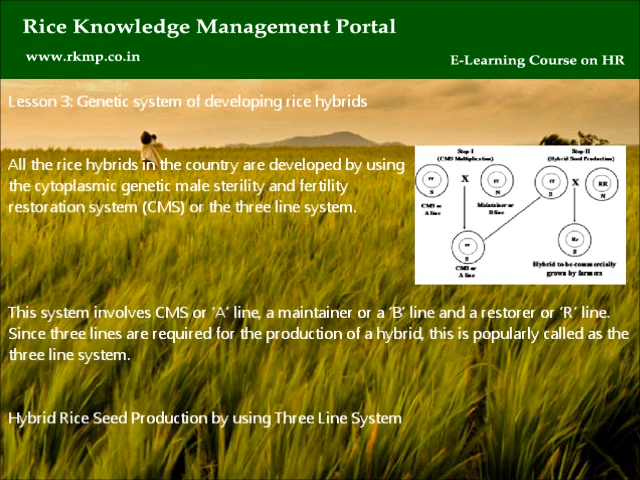 Rice Knowledge Management Portal
www.rkmp.co.in
E-Learning Course on HR
Lesson 3: Genetic system of developing rice hybrids
All the rice hybrids in the country are developed by using
the cytoplasmic genetic male sterility and fertility
restoration system (CMS) or the three line system.
Step-I
(CMS Multiplication)
Step-II
(Hybrid Seed Production)
rr
S
X
rr
N
rr
S
X
RR
N
CMS or
A line
Maintainer or
B line
rr
S
CMS or
A line
Rr
S
Hybrid to be commercially
grown by farmers
This system involves CMS or ‘A’ line, a maintainer or a ‘B’ line and a restorer or ‘R’ line.
Since three lines are required for the production of a hybrid, this is popularly called as the
three line system.
Hybrid Rice Seed Production by using Three Line System